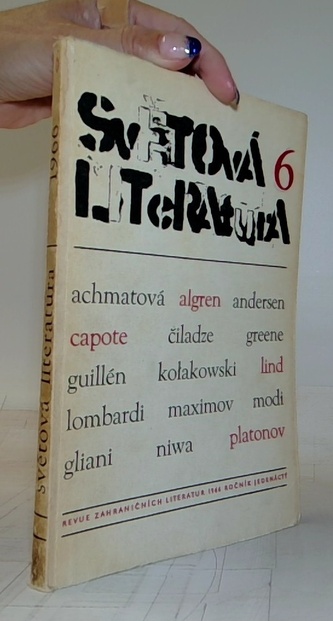 SVĚTOVÁ 6
LITERATURA
achmatová algren andersen
capote čiladze greene
guillén kołakowski lind
lombardi maximov modi
gliani niwa platonov
REVUE ZAHRANIČNÍCH LITERATUR 1966 ROČNÍK JEDENÁCTÝ
světová literatura 1966